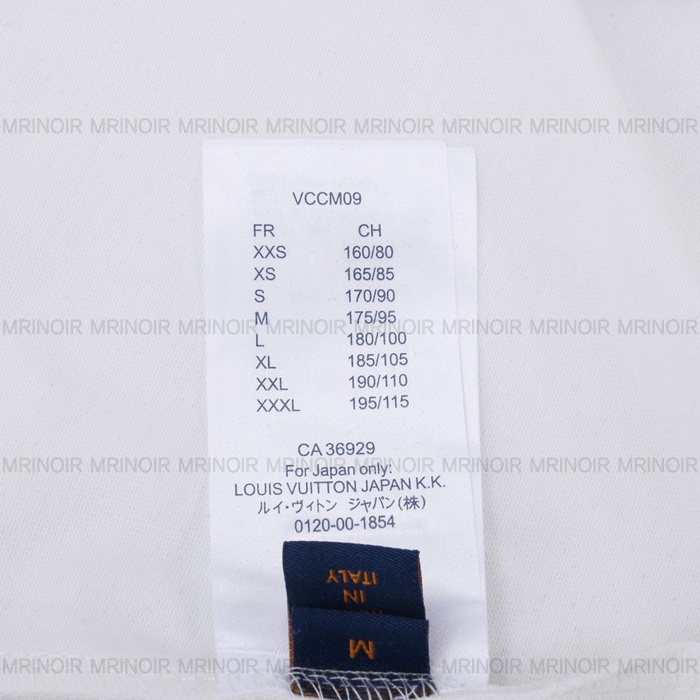 MRINOIR MRINOIR MRINOIR MRINOIR MRINOIR MRINOIR MRINOIR MRINOIR
VCCM09
FR CH
XXS 160/80
XS 165/85
S 170/90
M 175/95
MRINOIR MRINOIR MRINOIR MRINOIR MRINOIR MRINOIR MRINOIR MRINOIR
L 180/100
XL 185/105
XXL 190/110
XXXL 195/115
CA 36929
MRINOIR MRINOIR MRINOIR MRINOIR MRINOIR MRINOIR MRINOIR MRINOIR
For Japan only:
LOUIS VUITTON JAPAN K.K.
ルイ・ヴィトン ジャパン(株)
0120-00-1854
IN
ITALY
M
MRINOIR MRINOIR MRINOIR MRINOIR MRINOIR MRINOIR MRINOIR MRINOIR